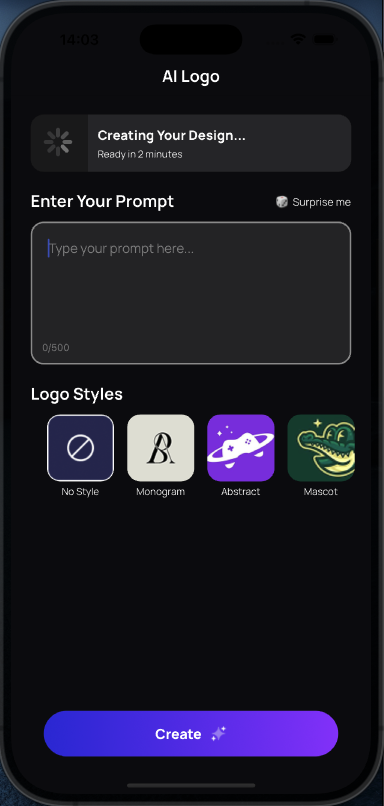 14:03
AI Logo
Creating Your Design...
Ready in 2 minutes
Enter Your Prompt
Surprise me
Type your prompt here...
0/500
Logo Styles
No Style
Monogram
Abstract
Mascot
Create